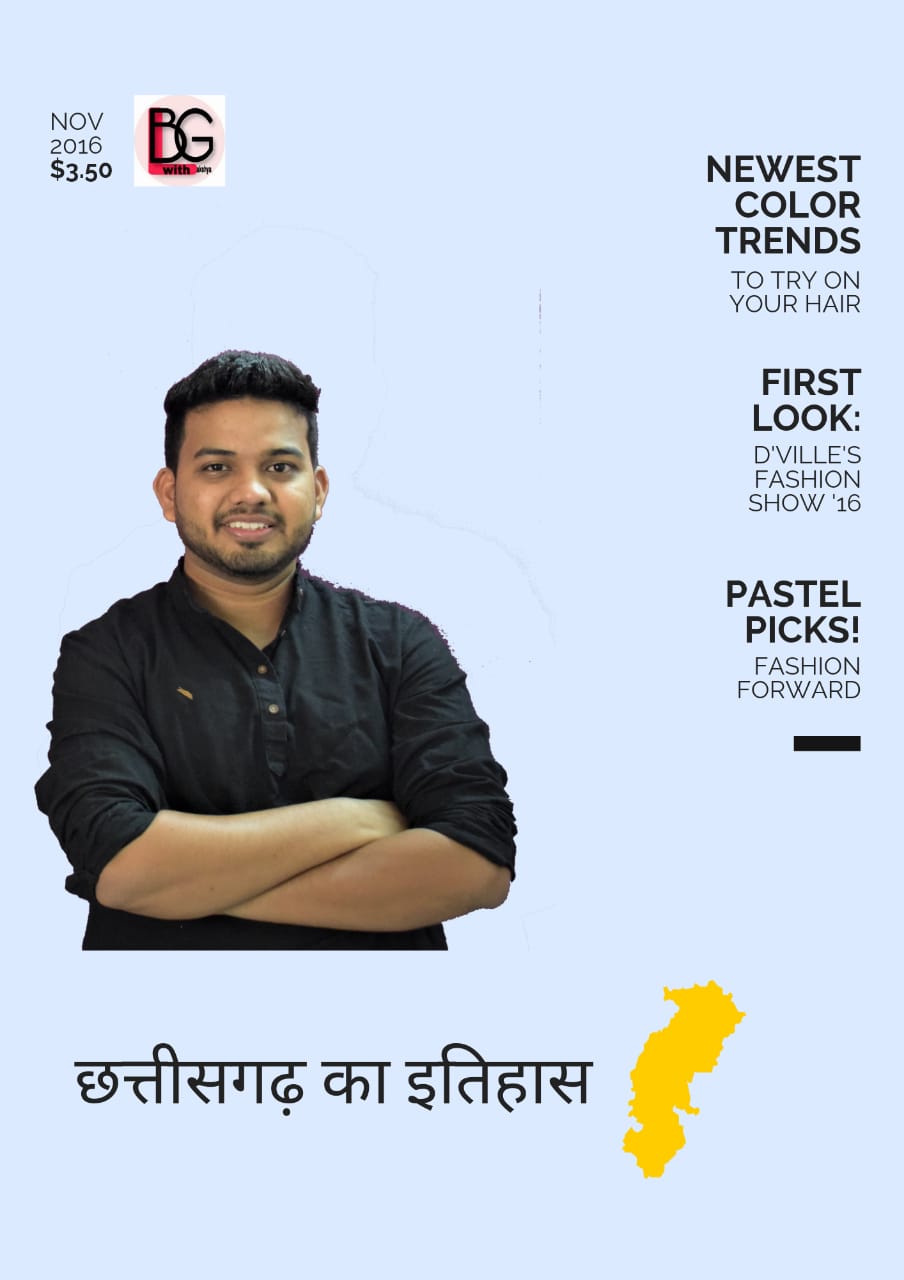 NOV
2016
$3.50
BG
with
NEWEST
COLOR
TRENDS
TO TRY ON
YOUR HAIR
FIRST
LOOK:
D'VILLE'S
FASHION
SHOW '16
PASTEL
PICKS!
FASHION
FORWARD
छत्तीसगढ़ का इतिहास